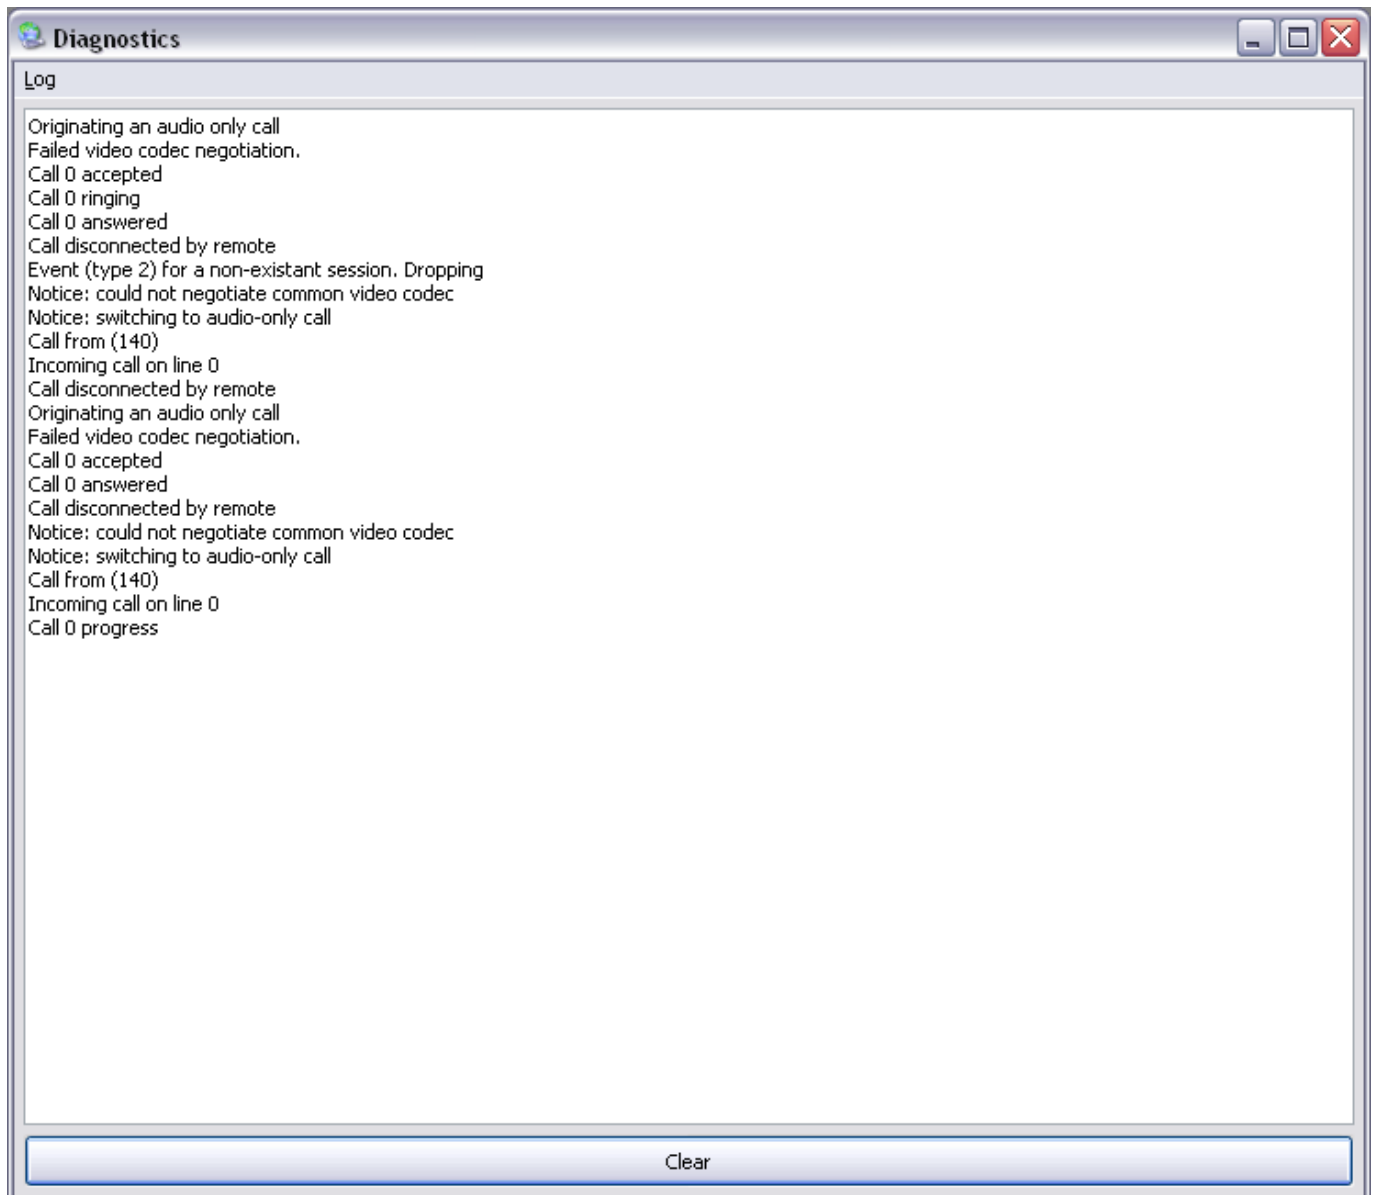 Diagnostics
Log
Originating an audio only call
Failed video codec negotiation.
Call 0 accepted
Call 0 ringing
Call 0 answered
Call disconnected by remote
Event (type 2) for a non-existant session. Dropping
Notice: could not negotiate common video codec
Notice: switching to audio-only call
Call from (140)
Incoming call on line 0
Call disconnected by remote
Originating an audio only call
Failed video codec negotiation.
Call 0 accepted
Call 0 answered
Call disconnected by remote
Notice: could not negotiate common video codec
Notice: switching to audio-only call
Call from (140)
Incoming call on line 0
Call 0 progress
Clear